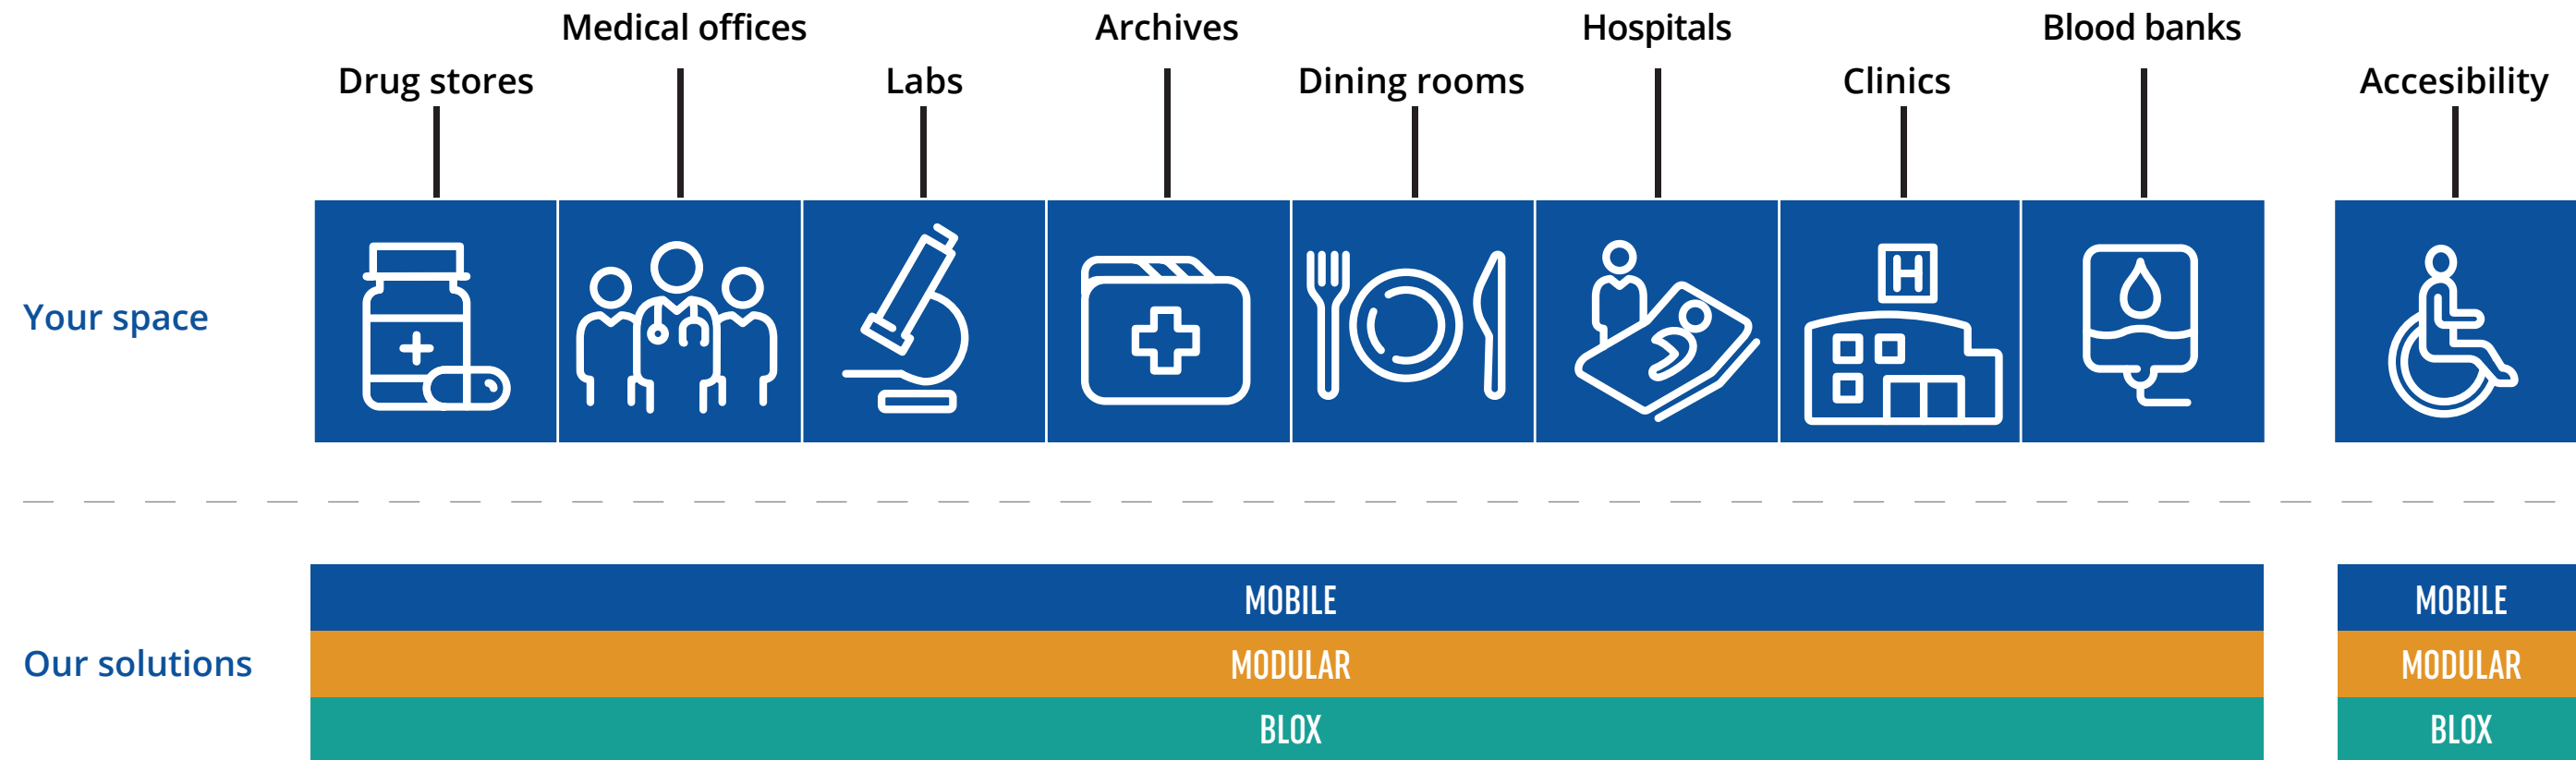 Medical offices
Archives
Hospitals
Blood banks
Drug stores
Labs
Dining rooms
Clinics
Accesibility
H
Your space
MOBILE
MOBILE
Our solutions
MODULAR
MODULAR
BLOX
BLOX